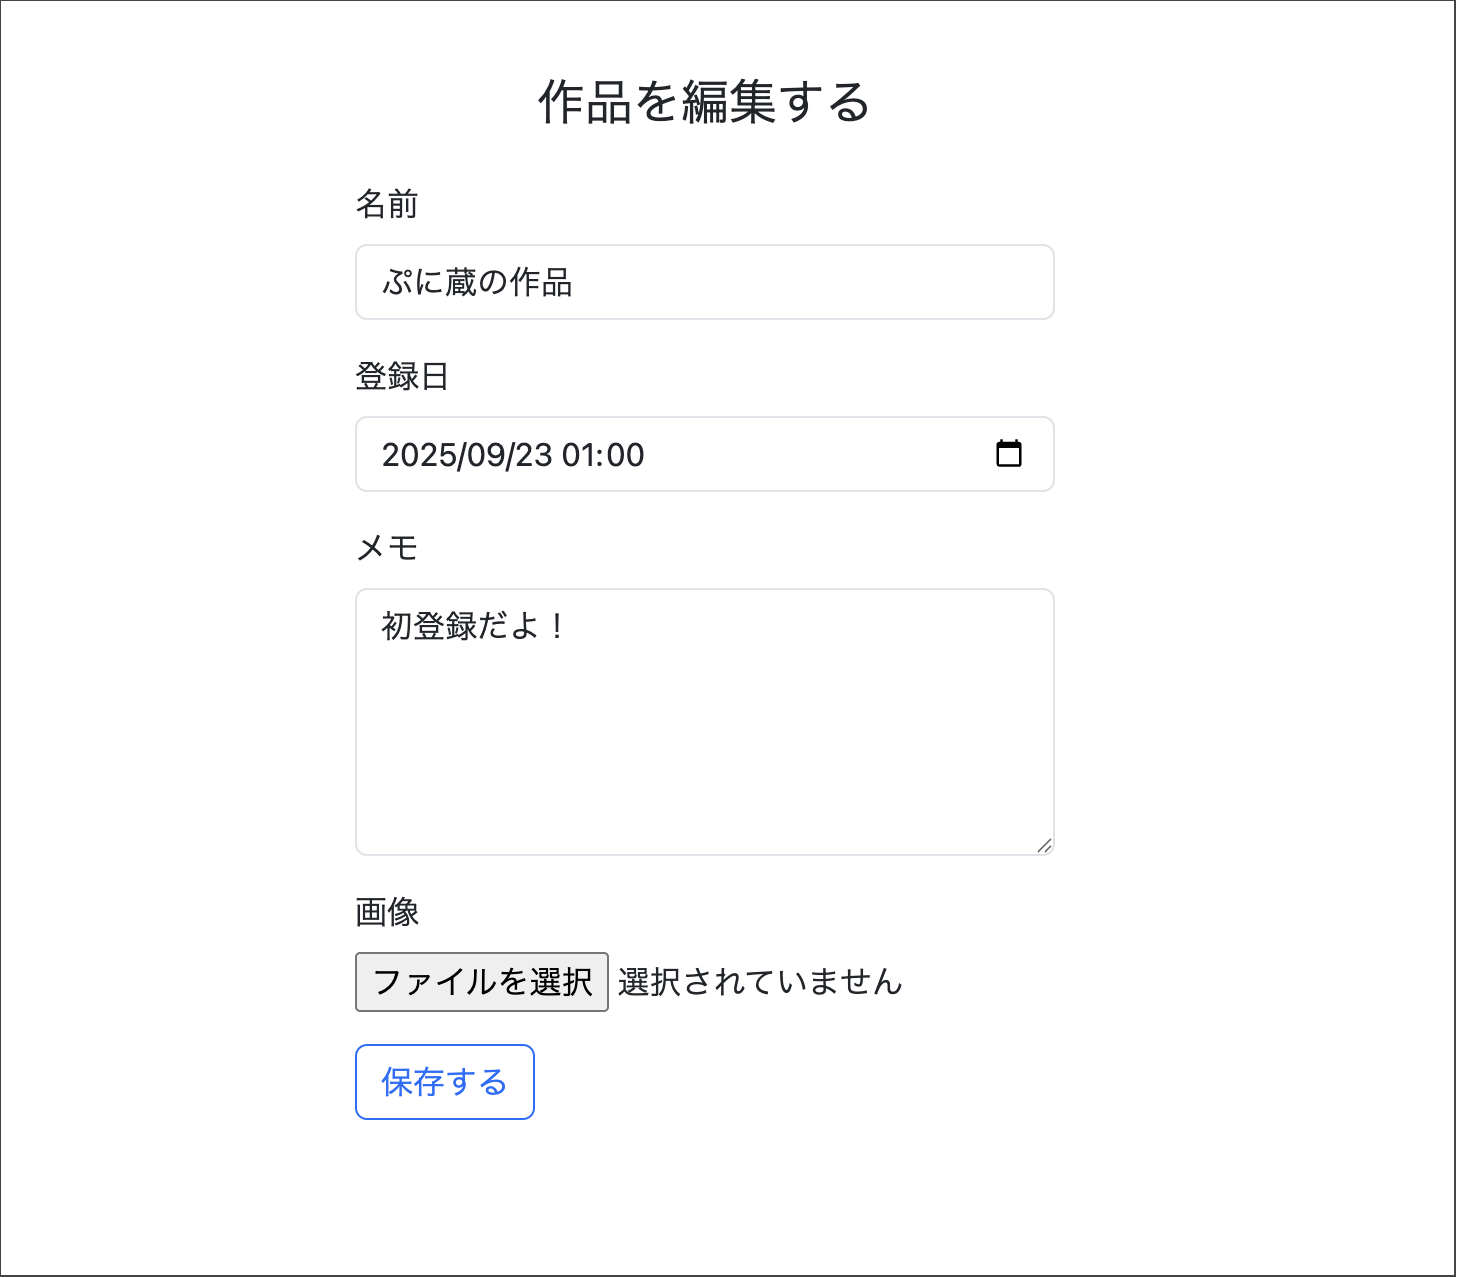 作品を編集する
名前
ぷに蔵の作品
登録日
2025/09/23 01:00
メモ
初登録だよ！
画像
ファイルを選択 選択されていません
保存する